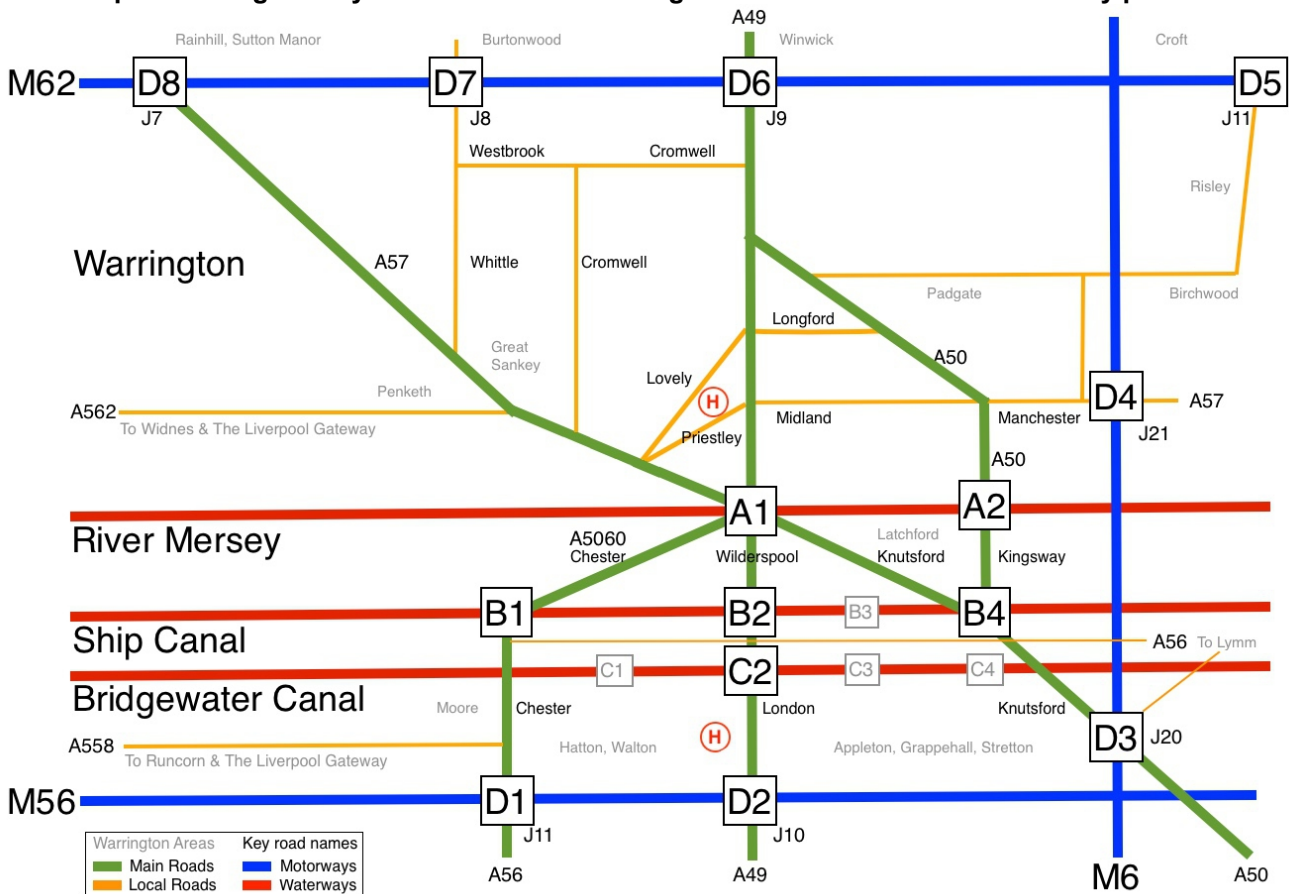 A49
Rainhill, Sutton Manor
Burtonwood
Winwick
Croft
M62
D8
D7
D6
D5
J7
J8
J9
J11
Westbrook
Cromwell
Risley
Warrington
A57
Whittle
Cromwell
Padgate
Birchwood
Longford
Great
Sankey
A50
Lovely
Penketh
H
D4
A57
A562
To Widnes & The Liverpool Gateway
Midland
Manchester
Priestley
J21
A50
A1
A2
River Mersey
A5060
Chester
Wilderspool
Latchford
Knutsford
Kingsway
B1
B2
B3
B4
Ship Canal
A56
To Lymm
C1
C2
C3
C4
Bridgewater Canal
Moore
Chester
London
Knutsford
D3
J20
A558
To Runcorn & The Liverpool Gateway
Hatton, Walton
H
Appleton, Grappehall, Stretton
M56
D1
D2
J11
J10
Warrington Areas
Key road names
Main Roads
Motorways
Local Roads
Waterways
A56
A49
M6
A50